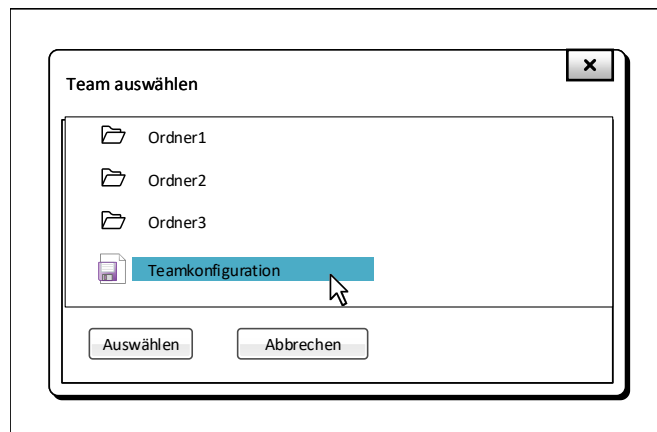 Team auswählen
Ordner1
Ordner2
Ordner3
Teamkonfiguration
Auswählen
Abbrechen